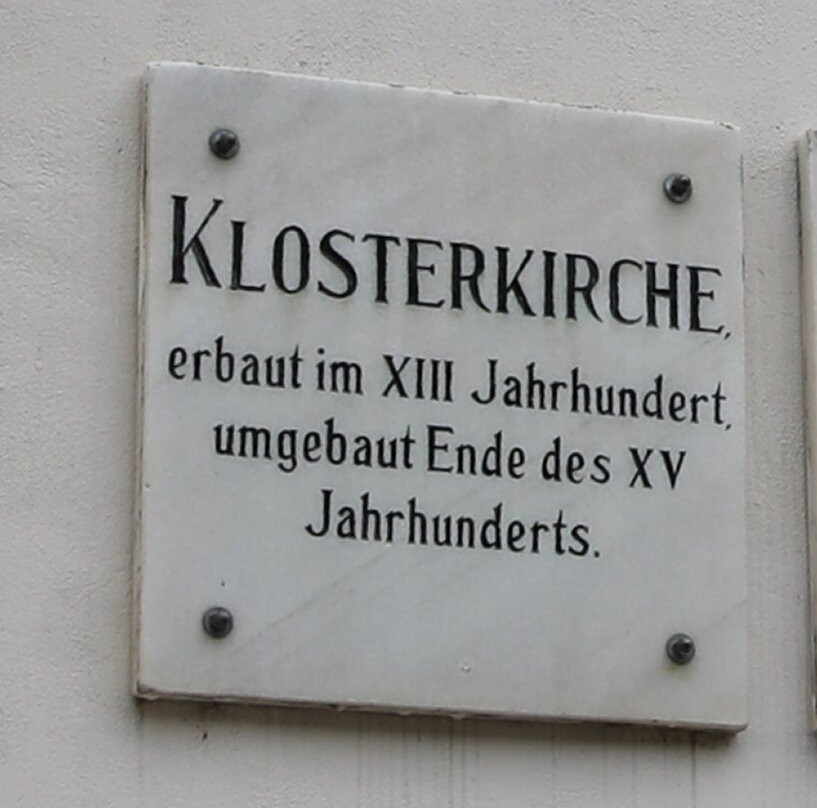 KLOSTERKIRCHE,
erbaut im XIII Jahrhundert,
umgebaut Ende des XV
Jahrhunderts.